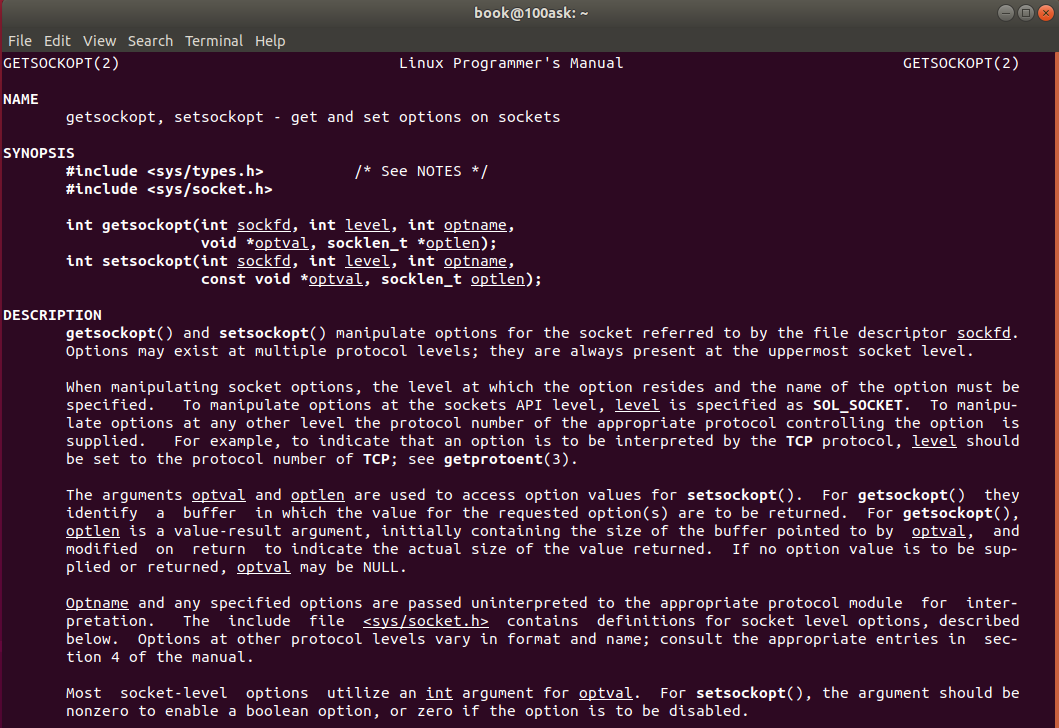 book@100ask: ~
File Edit View Search Terminal Help
GETSOCKOPT(2) Linux Programmer's Manual GETSOCKOPT(2)
NAME
getsockopt, setsockopt - get and set options on sockets
SYNOPSIS
#include <sys/types.h> /* See NOTES */
#include <sys/socket.h>
int getsockopt(int sockfd, int level, int optname,
void *optval, socklen_t *optlen);
int setsockopt(int sockfd, int level, int optname,
const void *optval, socklen_t optlen);
DESCRIPTION
getsockopt() and setsockopt() manipulate options for the socket referred to by the file descriptor sockfd.
Options may exist at multiple protocol levels; they are always present at the uppermost socket level.
When manipulating socket options, the level at which the option resides and the name of the option must be
specified. To manipulate options at the sockets API level, level is specified as SOL_SOCKET. To manipu-
late options at any other level the protocol number of the appropriate protocol controlling the option is
supplied. For example, to indicate that an option is to be interpreted by the TCP protocol, level should
be set to the protocol number of TCP; see getprotoent(3).
The arguments optval and optlen are used to access option values for setsockopt(). For getsockopt() they
identify a buffer in which the value for the requested option(s) are to be returned. For getsockopt(),
optlen is a value-result argument, initially containing the size of the buffer pointed to by optval, and
modified on return to indicate the actual size of the value returned. If no option value is to be sup-
plied or returned, optval may be NULL.
Optname and any specified options are passed uninterpreted to the appropriate protocol module for inter-
pretation. The include file <sys/socket.h> contains definitions for socket level options, described
below. Options at other protocol levels vary in format and name; consult the appropriate entries in sec-
tion 4 of the manual.
Most socket-level options utilize an int argument for optval. For setsockopt(), the argument should be
nonzero to enable a boolean option, or zero if the option is to be disabled.